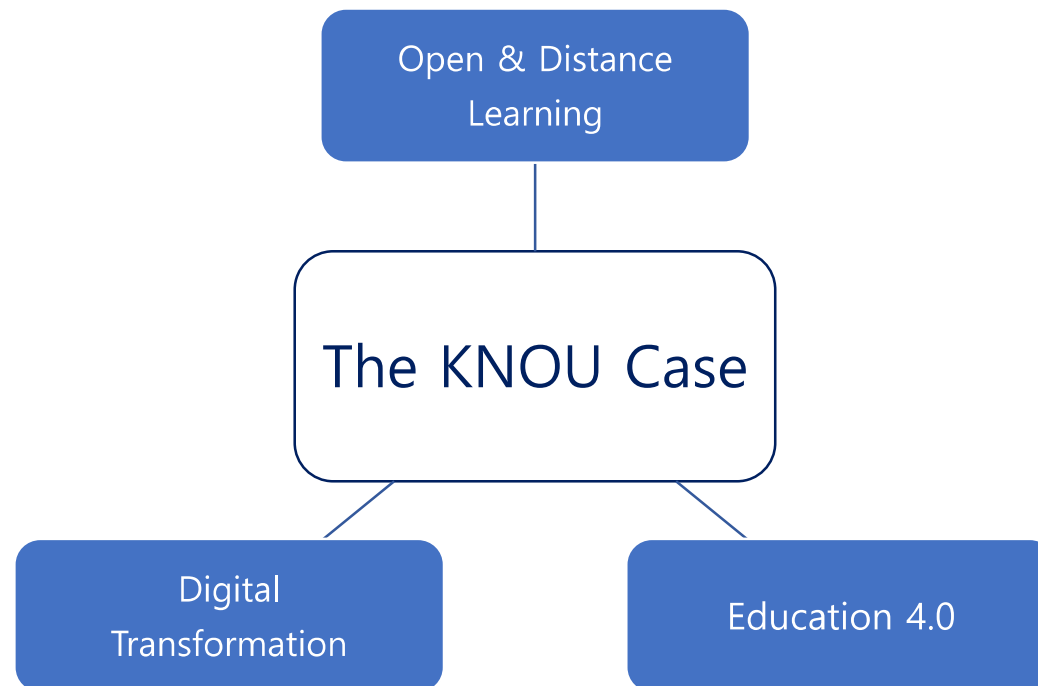 Open & Distance
Learning
The KNOU Case
Digital
Transformation
Education 4.0